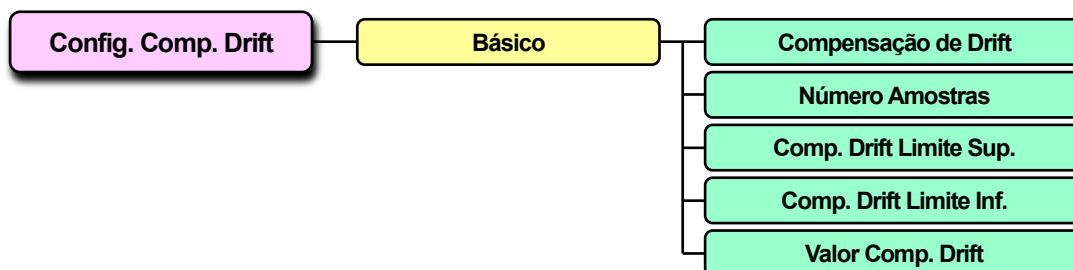 Config. Comp. Drift
Básico
Compensação de Drift
Número Amostras
Comp. Drift Limite Sup.
Comp. Drift Limite Inf.
Valor Comp. Drift